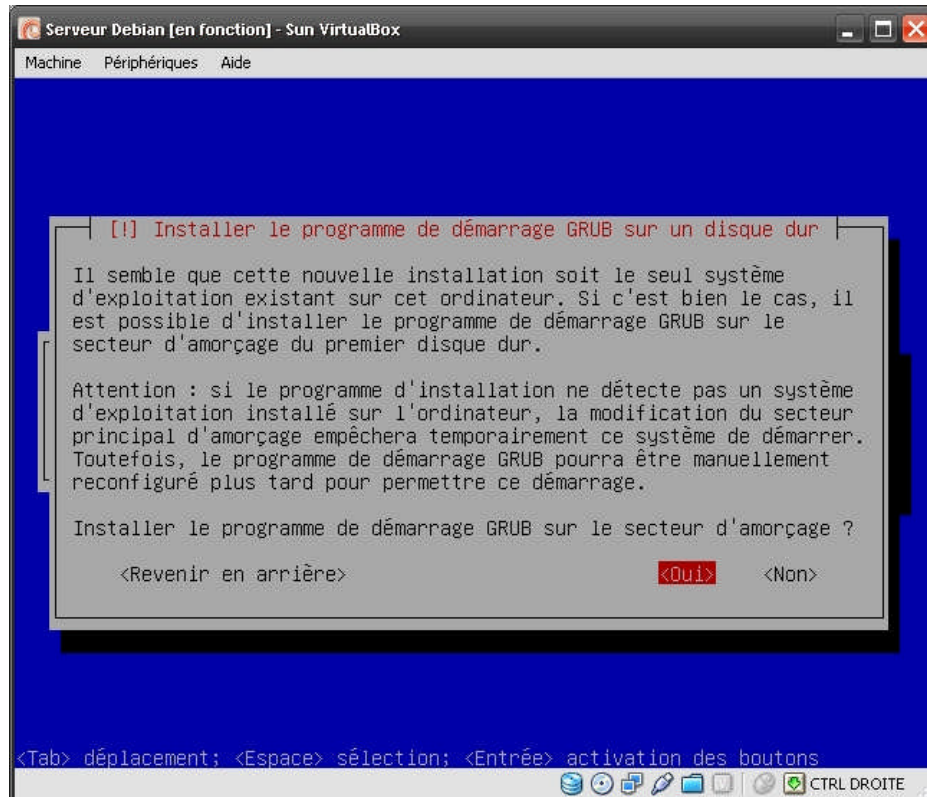 Serveur Debian [en fonction] - Sun VirtualBox
Machine Périphériques Aide
[!] Installer le programme de démarrage GRUB sur un disque dur
Il semble que cette nouvelle installation soit le seul système
d'exploitation existant sur cet ordinateur. Si c'est bien le cas, il
est possible d'installer le programme de démarrage GRUB sur le
secteur d'amorçage du premier disque dur.
Attention : si le programme d'installation ne détecte pas un système
d'exploitation installé sur l'ordinateur, la modification du secteur
principal d'amorçage empêchera temporairement ce système de démarrer.
Toutefois, le programme de démarrage GRUB pourra être manuellement
reconfiguré plus tard pour permettre ce démarrage.
Installer le programme de démarrage GRUB sur le secteur d'amorçage ?
<Revenir en arrière> <Oui> <Non>
<Tab> déplacement; <Espace> sélection; <Entrée> activation des boutons
CTRL DROITE